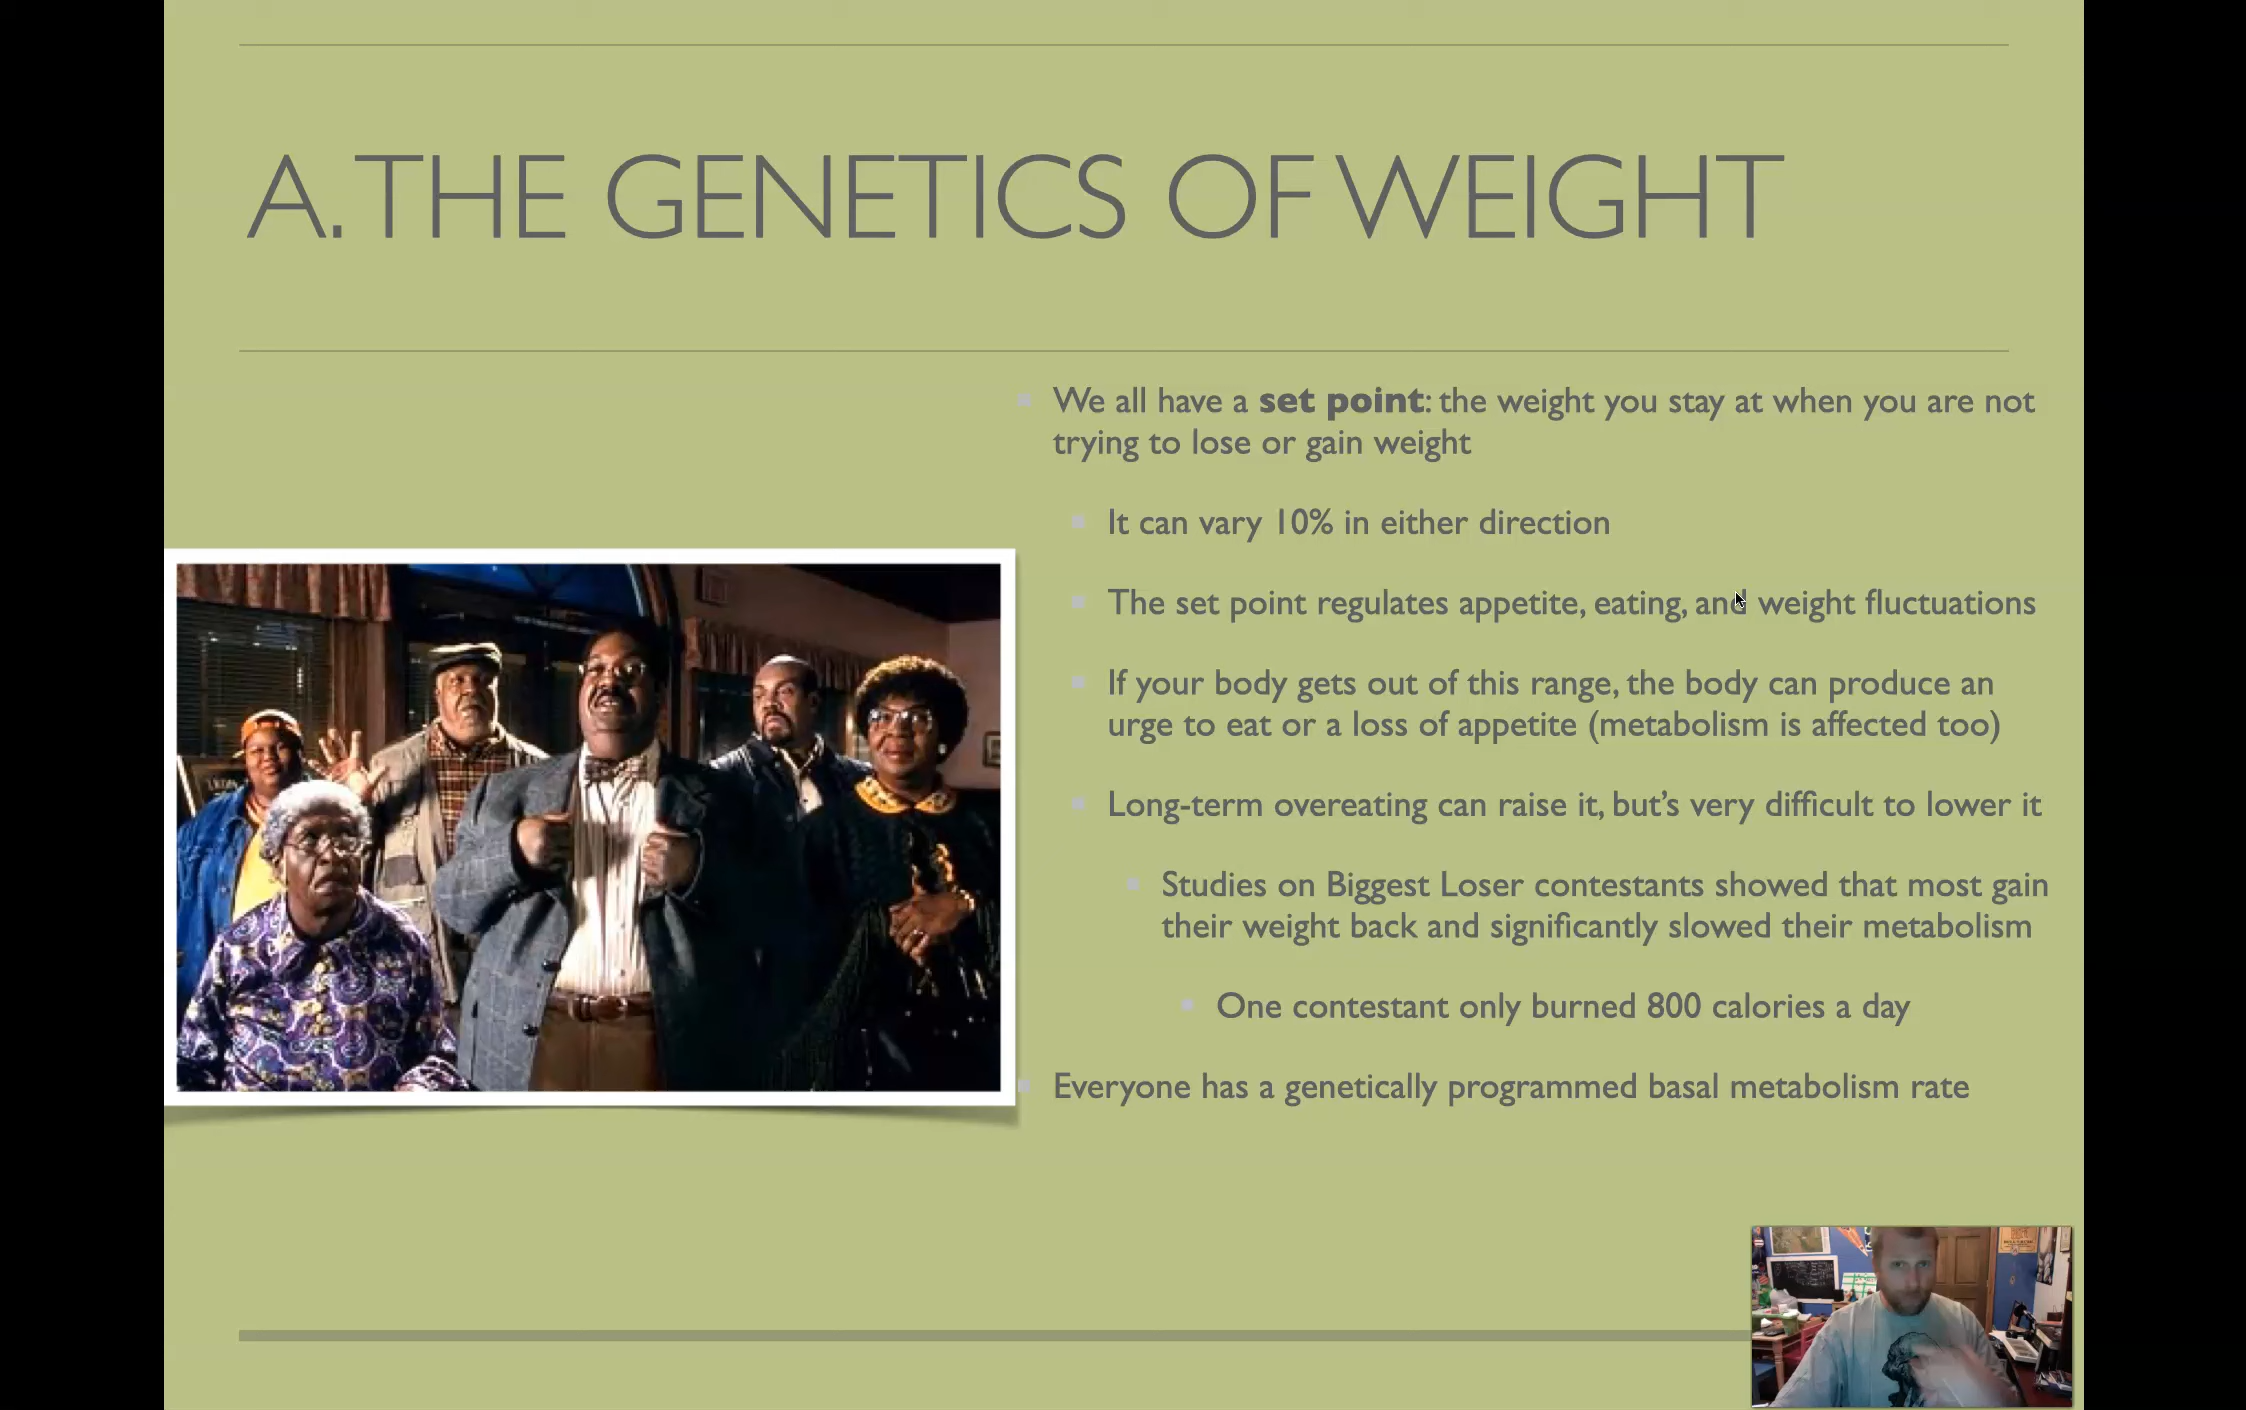 A. THE GENETICS OF WEIGHT
We all have a set point: the weight you stay at when you are not
trying to lose or gain weight
It can vary 10% in either direction
The set point regulates appetite, eating, and weight fluctuations
If your body gets out of this range, the body can produce an
urge to eat or a loss of appetite (metabolism is affected too)
Long-term overeating can raise it, but's very difficult to lower it
Studies on Biggest Loser contestants showed that most gain
their weight back and significantly slowed their metabolism
One contestant only burned 800 calories a day
Everyone has a genetically programmed basal metabolism rate